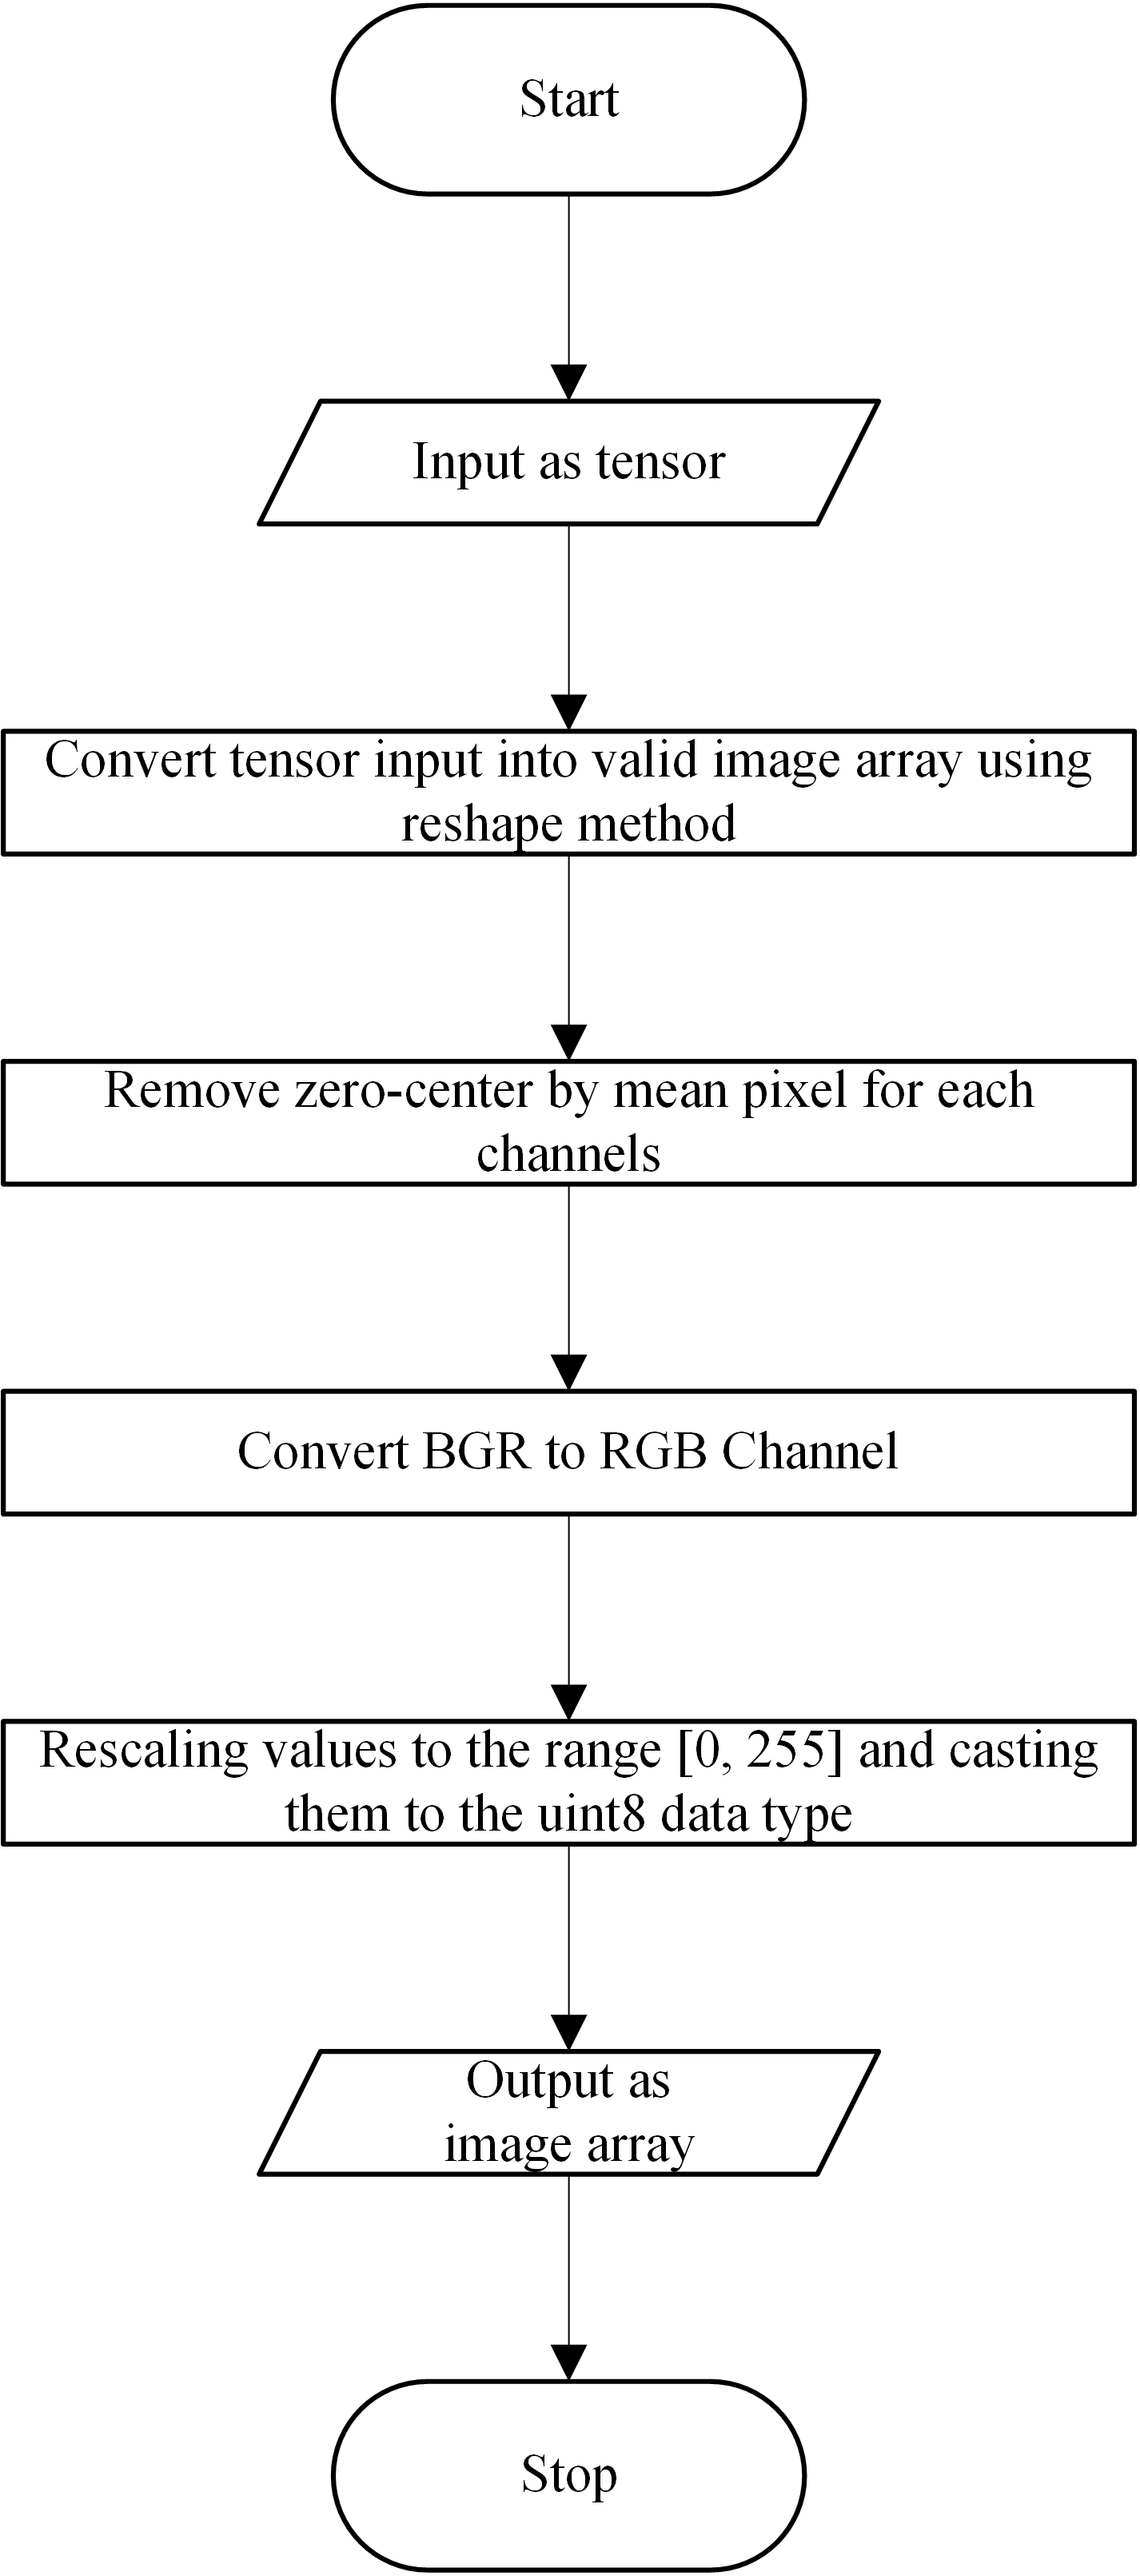 Start
Input as tensor
Convert tensor input into valid image array using
reshape method
Remove zero-center by mean pixel for each
channels
Convert BGR to RGB Channel
Rescaling values to the range [0, 255] and casting
them to the uint8 data type
Output as
image array
Stop